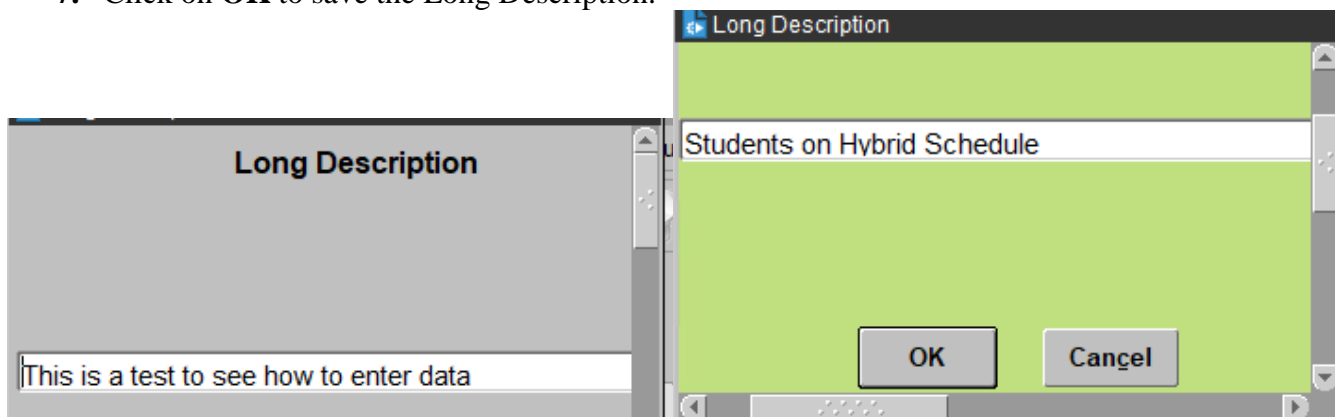 7. Click on OK to save the Long Description.
Long Description
Students on Hybrid Schedule
OK
Cancel
Long Description
This is a test to see how to enter data